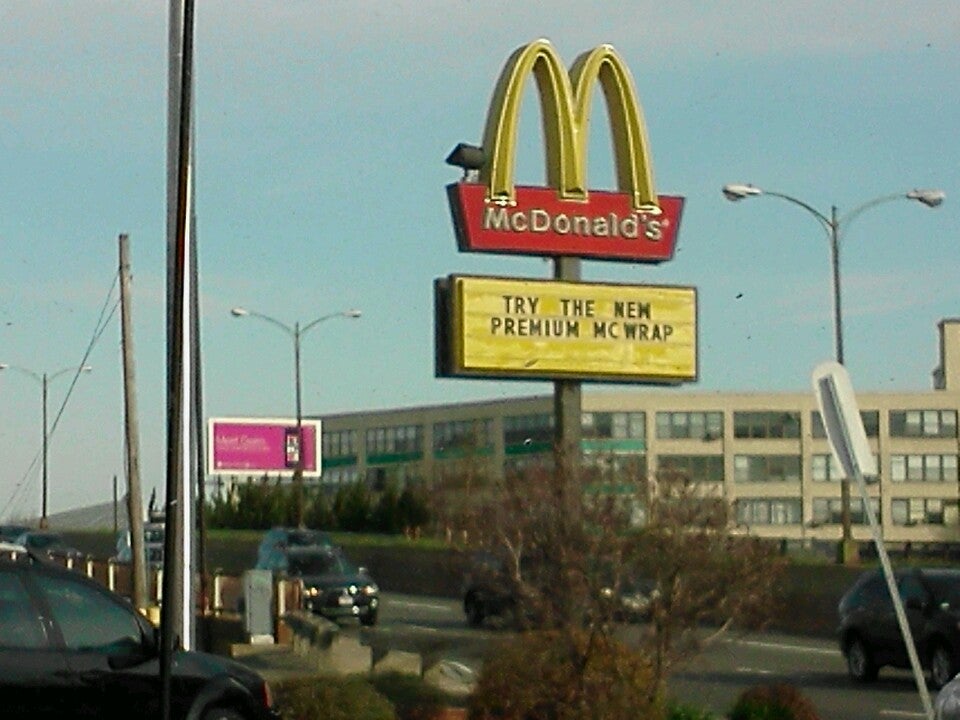 McDonald's
TRY THE NEW
PREMIUM MCWRAP